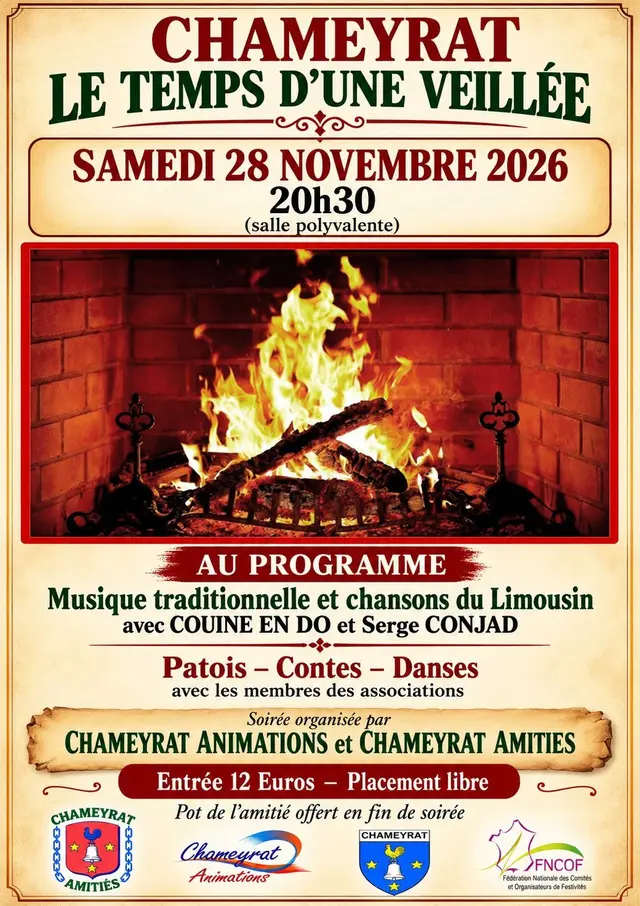 CHAMEYRAT
LE TEMPS D'UNE VEILLÉE
SAMEDI 28 NOVEMBRE 2026
20h30
(salle polyvalente)
AU PROGRAMME
Musique traditionnelle et chansons du Limousin
avec COUINE EN DO et Serge CONJAD
Patois – Contes – Danses
avec les membres des associations
Soirée organisée par
CHAMEYRAT ANIMATIONS et CHAMEYRAT AMITIES
Entrée 12 Euros – Placement libre
Pot de l'amitié offert en fin de soirée
CHAMEYRAT
AMITIÉS
Chameyrat
Animations
CHAMEYRAT
FNCOF
Fédération Nationale des Comités
et Organisateurs de Festivités